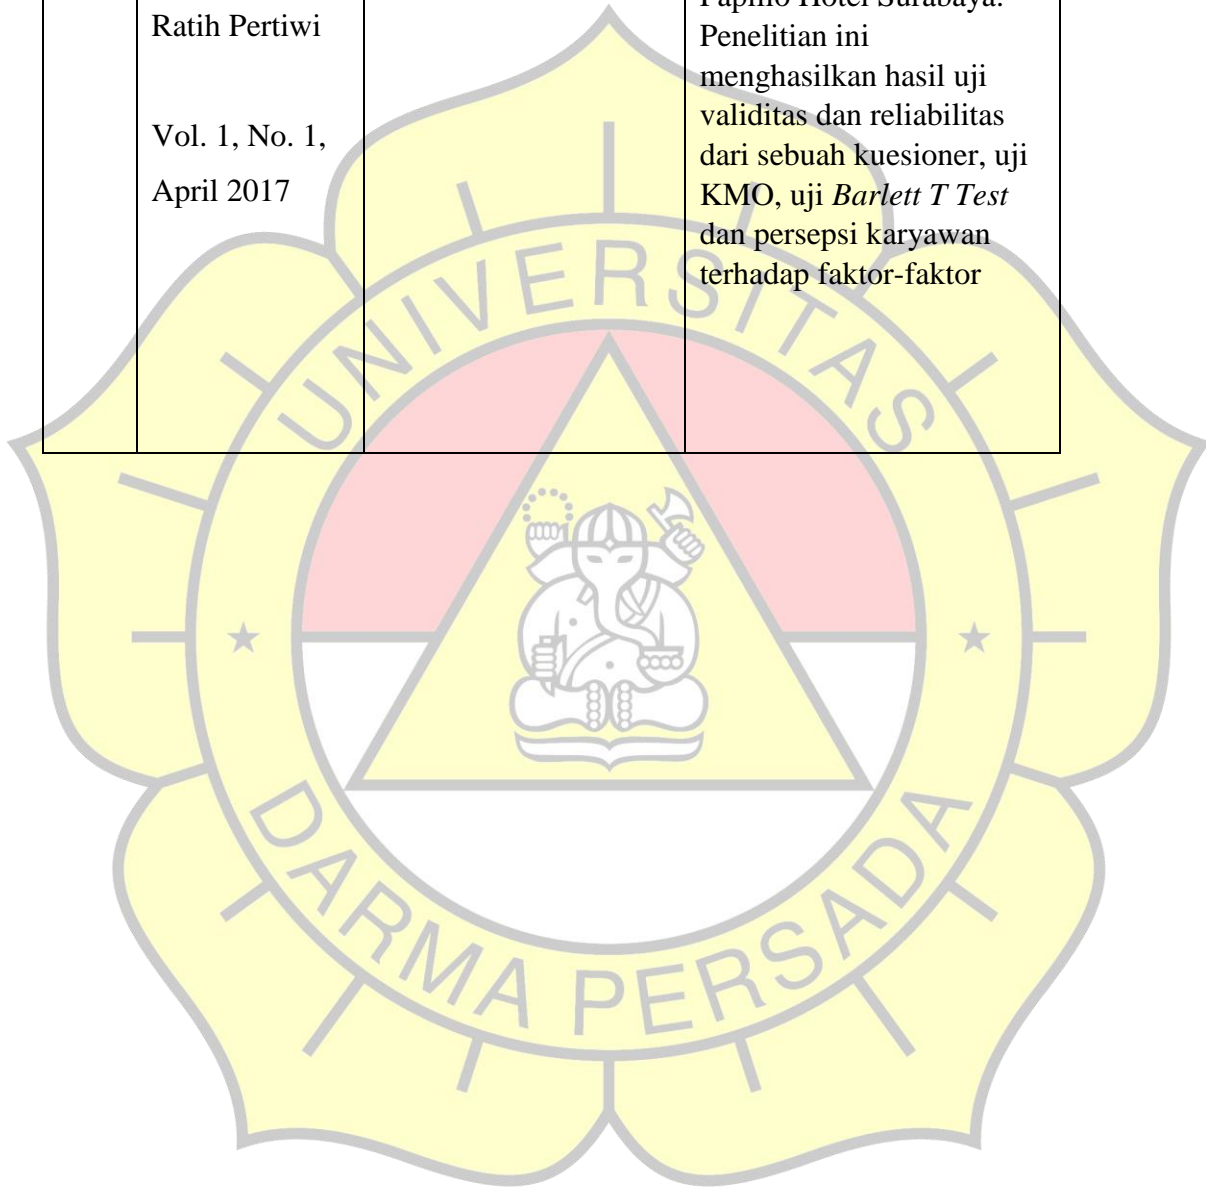 Ratih Pertiwi
Vol. 1, No. 1,
April 2017
Papilio Hotel Surabaya.
Penelitian ini
menghasilkan hasil uji
validitas dan reliabilitas
dari sebuah kuesioner, uji
KMO, uji Barlett T Test
dan persepsi karyawan
terhadap faktor-faktor
UNIVERSITAS
DARMA PERSADA